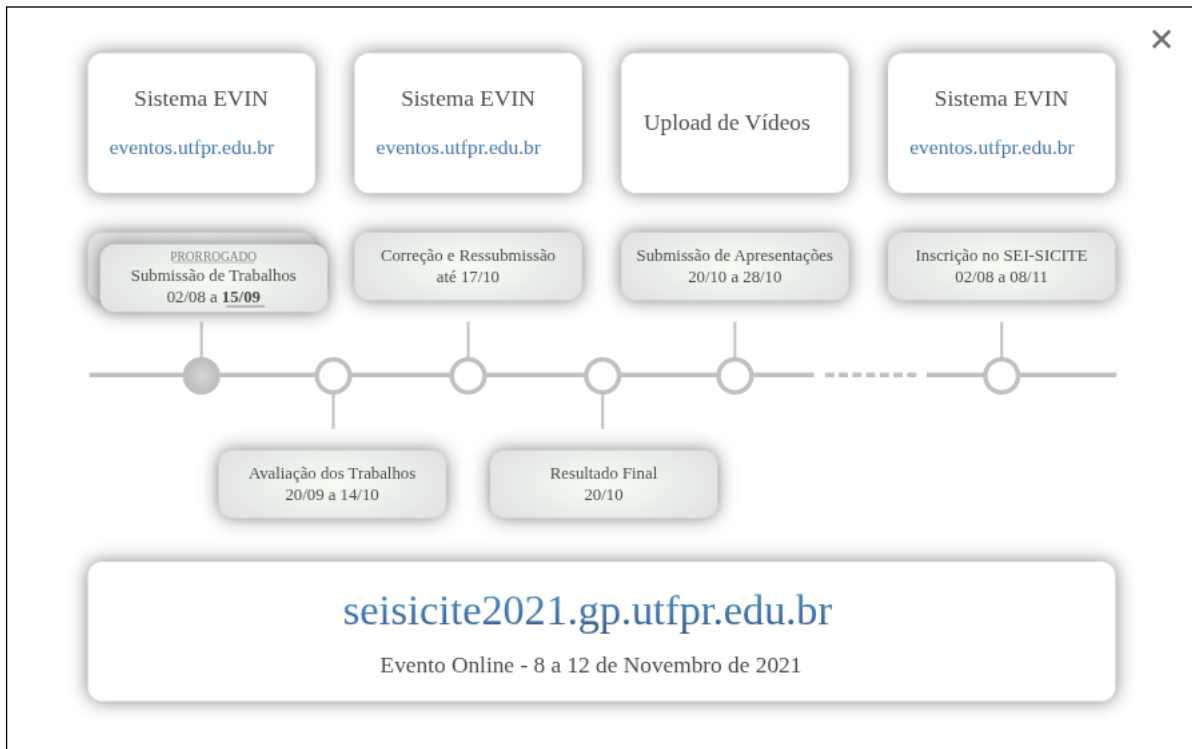 Sistema EVIN
eventos.utfpr.edu.br
Sistema EVIN
eventos.utfpr.edu.br
Upload de Vídeos
Sistema EVIN
eventos.utfpr.edu.br
PRORROGADO
Submissão de Trabalhos
02/08 a 15/09
Correção e Ressubmissão
até 17/10
Submissão de Apresentações
20/10 a 28/10
Inscrição no SEI-SICITE
02/08 a 08/11
Avaliação dos Trabalhos
20/09 a 14/10
Resultado Final
20/10
seisicite2021.gp.utfpr.edu.br
Evento Online - 8 a 12 de Novembro de 2021